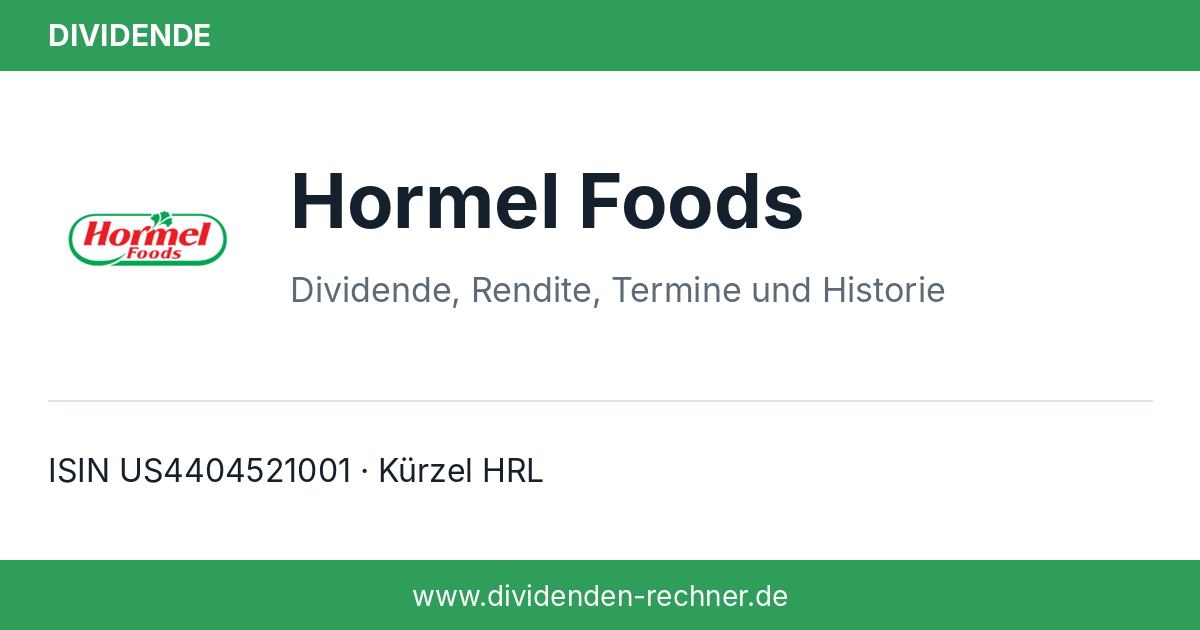 DIVIDENDE
Hormel
Foods
Hormel Foods
Dividende, Rendite, Termine und Historie
ISIN US4404521001 · Kürzel HRL
www.dividenden-rechner.de